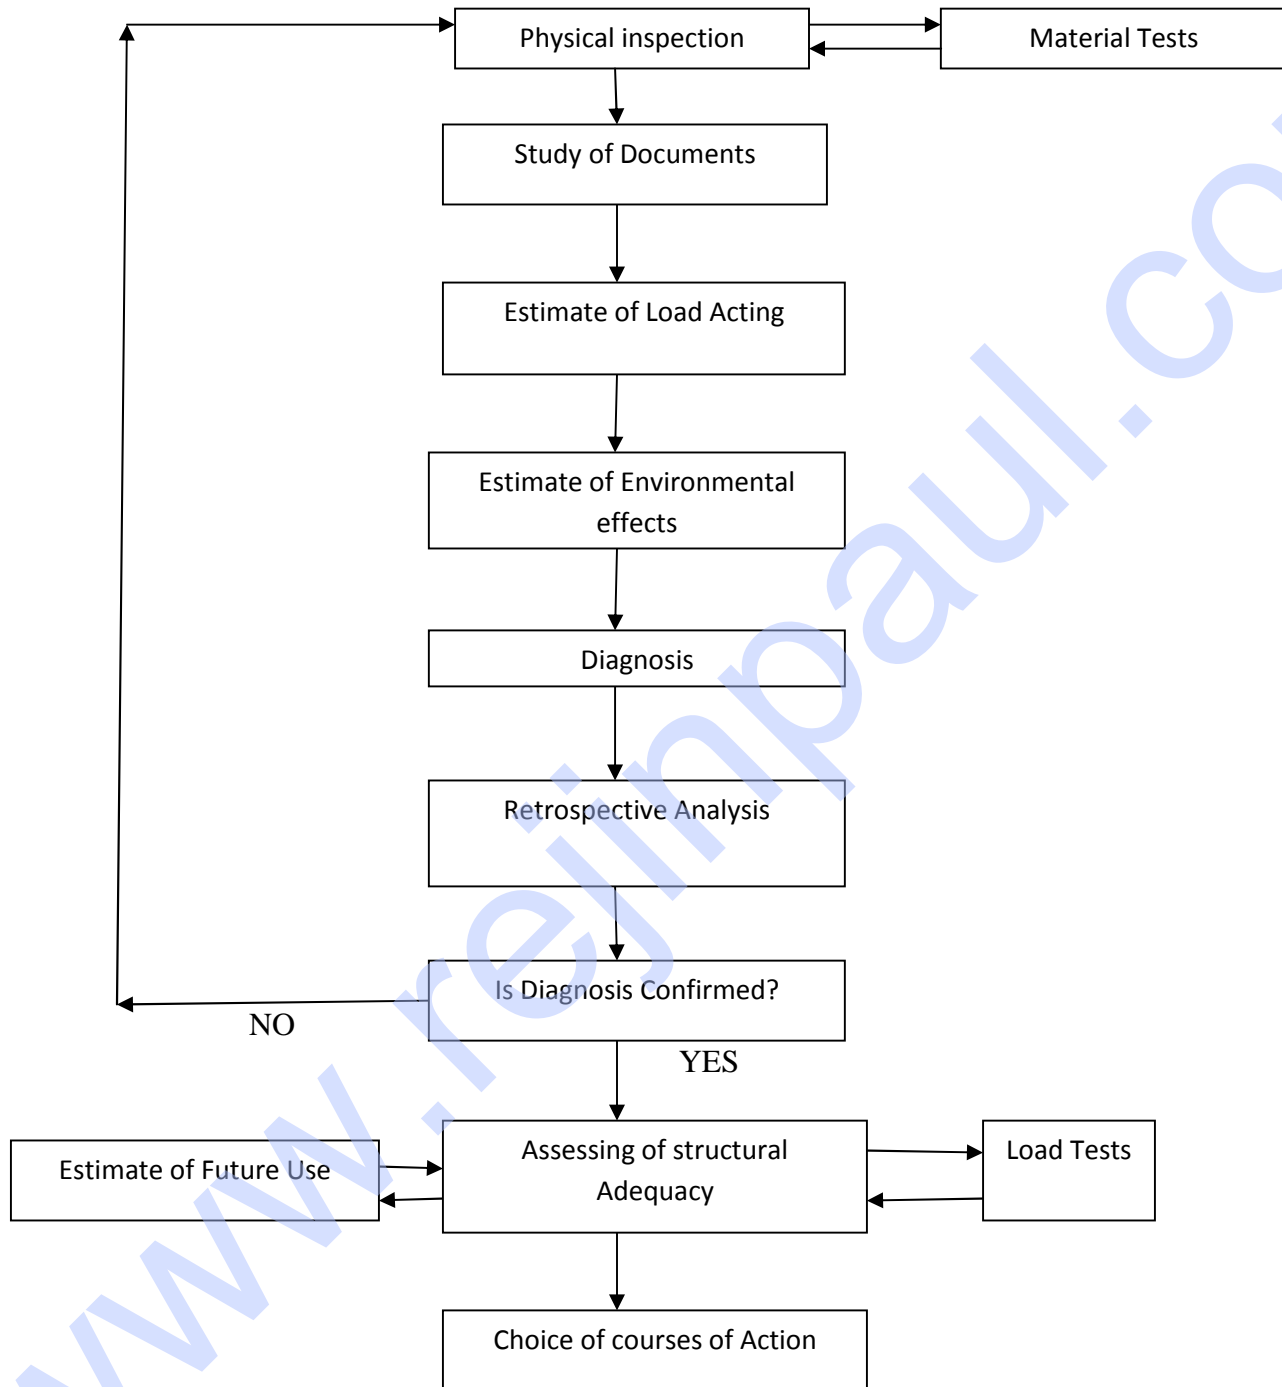 Physical inspection
Material Tests
Study of Documents
Estimate of Load Acting
Estimate of Environmental
effects
Diagnosis
Retrospective Analysis
Is Diagnosis Confirmed?
NO
YES
Estimate of Future Use
Assessing of structural
Adequacy
Load Tests
Choice of courses of Action
www.rejinpaul.co